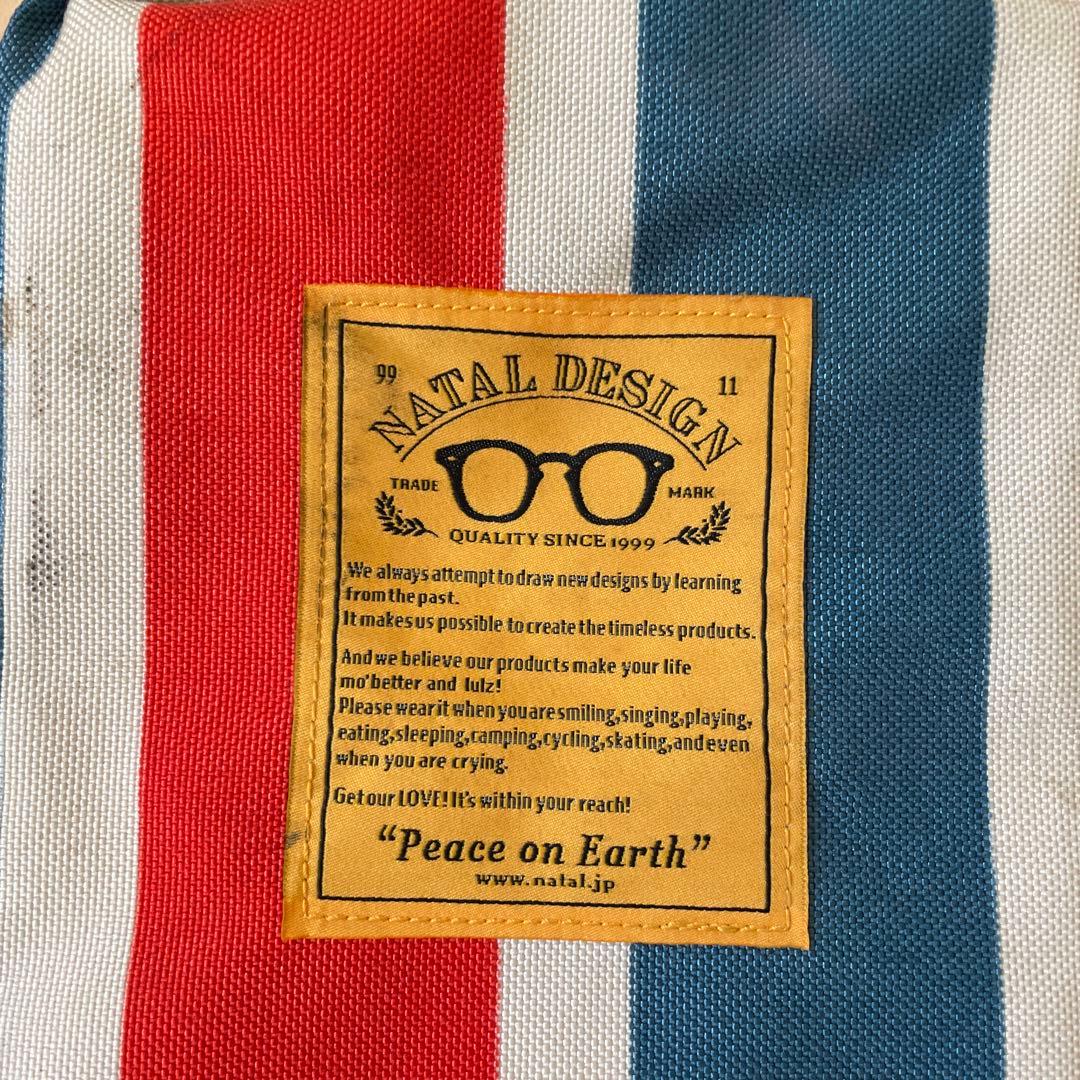 99 NATAL DESIGN 11
TRADE MARK
QUALITY SINCE 1999
We always attempt to draw new designs by learning
from the past.
It makes us possible to create the timeless products.
And we believe our products make your life
mo'better and lulz!
Please wear it when you are smiling,singing,playing,
eating,sleeping,camping,cycling,skating,and even
when you are crying.
Get our LOVE! It's within your reach!
“Peace on Earth”
www.natal.jp